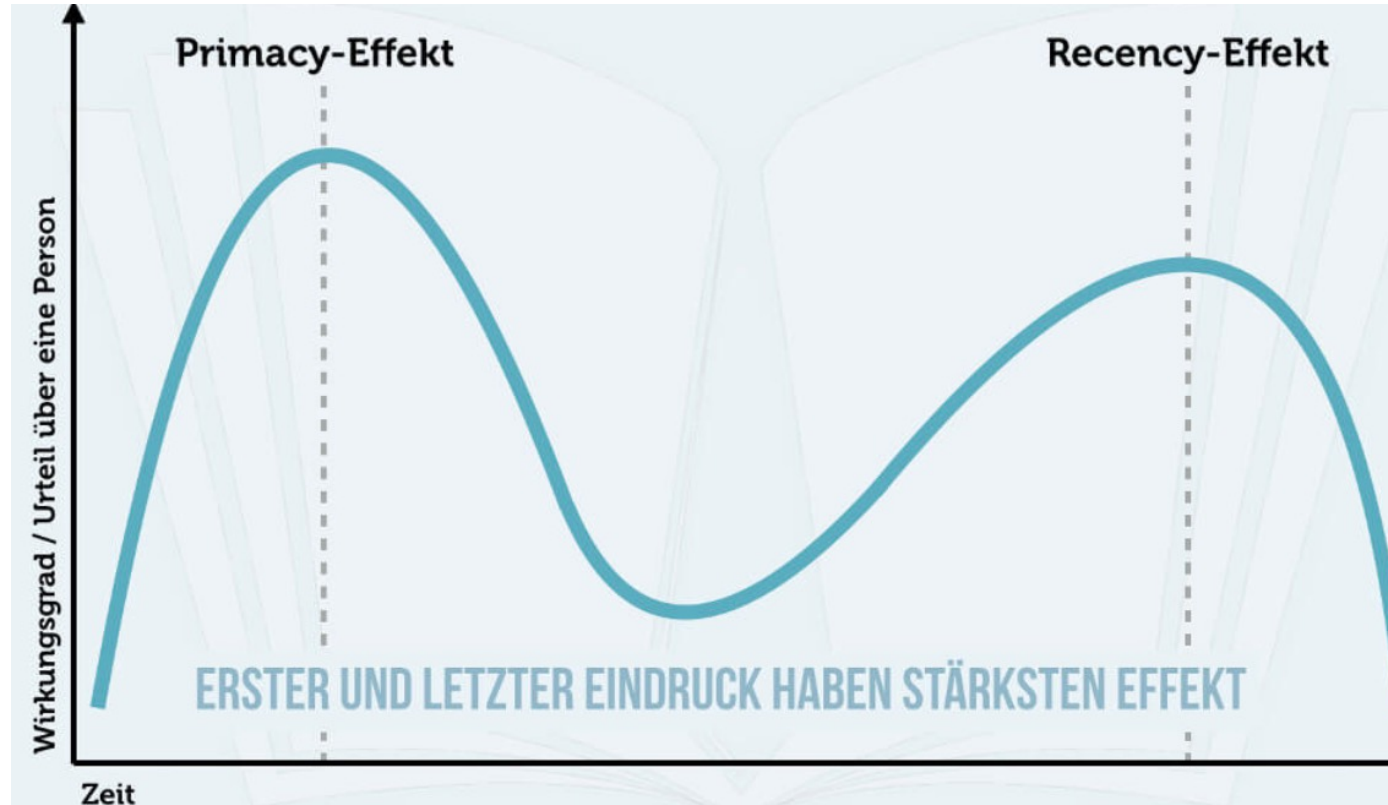 Primacy-Effekt
Recency-Effekt
Wirkungsgrad / Urteil über eine Person
ERSTER UND LETZTER EINDRUCK HABEN STÄRKSTEN EFFEKT
Zeit